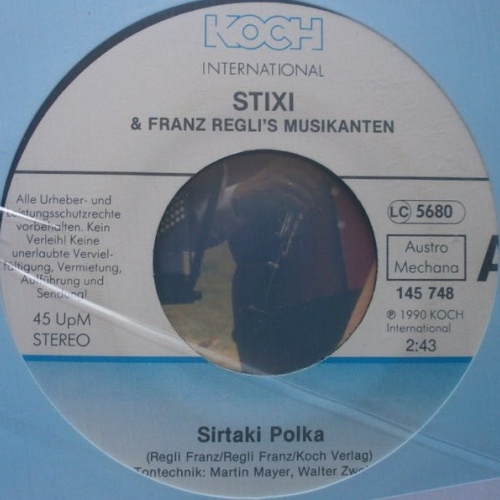 KOCH
INTERNATIONAL
STIXI
& FRANZ REGLI'S MUSIKANTEN
Alle Urheber- und
Leistungsschutzrechte
vorbehalten. Kein
Verleih! Keine
unerlaubte Verviel-
fältigung, Vermietung,
Aufführung und
Sendung!
45 UpM
STEREO
LC 5680
Austro
Mechana
145 748
℗ 1990 KOCH
International
2:43
Sirtaki Polka
(Regli Franz/Regli Franz/Koch Verlag)
Tontechnik: Martin Mayer, Walter